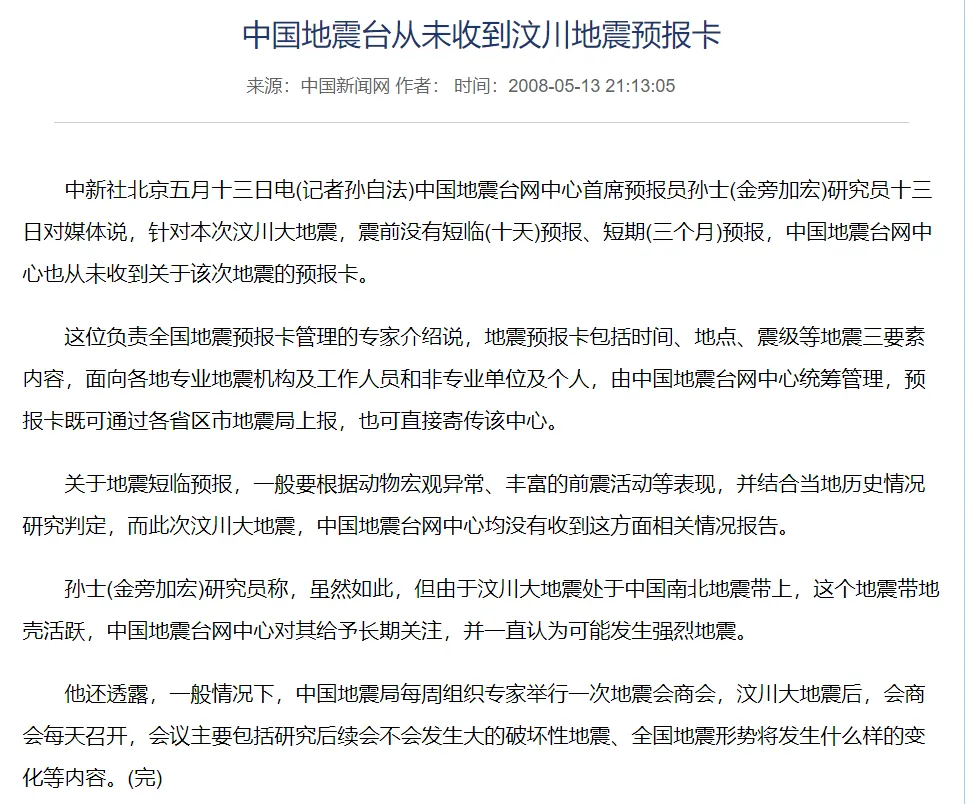 中国地震台从未收到汶川地震预报卡
来源：中国新闻网 作者： 时间：2008-05-13 21:13:05
中新社北京五月十三日电(记者孙自法)中国地震台网中心首席预报员孙士(金旁加宏)研究员十三
日对媒体说，针对本次汶川大地震，震前没有短临(十天)预报、短期(三个月)预报，中国地震台网中
心也从未收到关于该次地震的预报卡。
这位负责全国地震预报卡管理的专家介绍说，地震预报卡包括时间、地点、震级等地震三要素
内容，面向各地专业地震机构及工作人员和非专业单位及个人，由中国地震台网中心统筹管理，预
报卡既可通过各省区市地震局上报，也可直接寄传该中心。
关于地震短临预报，一般要根据动物宏观异常、丰富的前震活动等表现，并结合当地历史情况
研究判定，而此次汶川大地震，中国地震台网中心均没有收到这方面相关情况报告。
孙士(金旁加宏)研究员称，虽然如此，但由于汶川大地震处于中国南北地震带上，这个地震带地
壳活跃，中国地震台网中心对其给予长期关注，并一直认为可能发生强烈地震。
他还透露，一般情况下，中国地震局每周组织专家举行一次地震会商会，汶川大地震后，会商
会每天召开，会议主要包括研究后续会不会发生大的破坏性地震、全国地震形势将发生什么样的变
化等内容。(完)